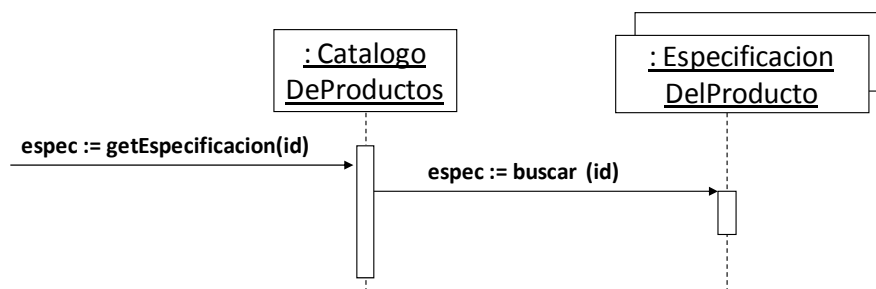 : Catalogo
DeProductos
: Especificacion
DelProducto
espec := getEspecificacion(id)
espec := buscar (id)